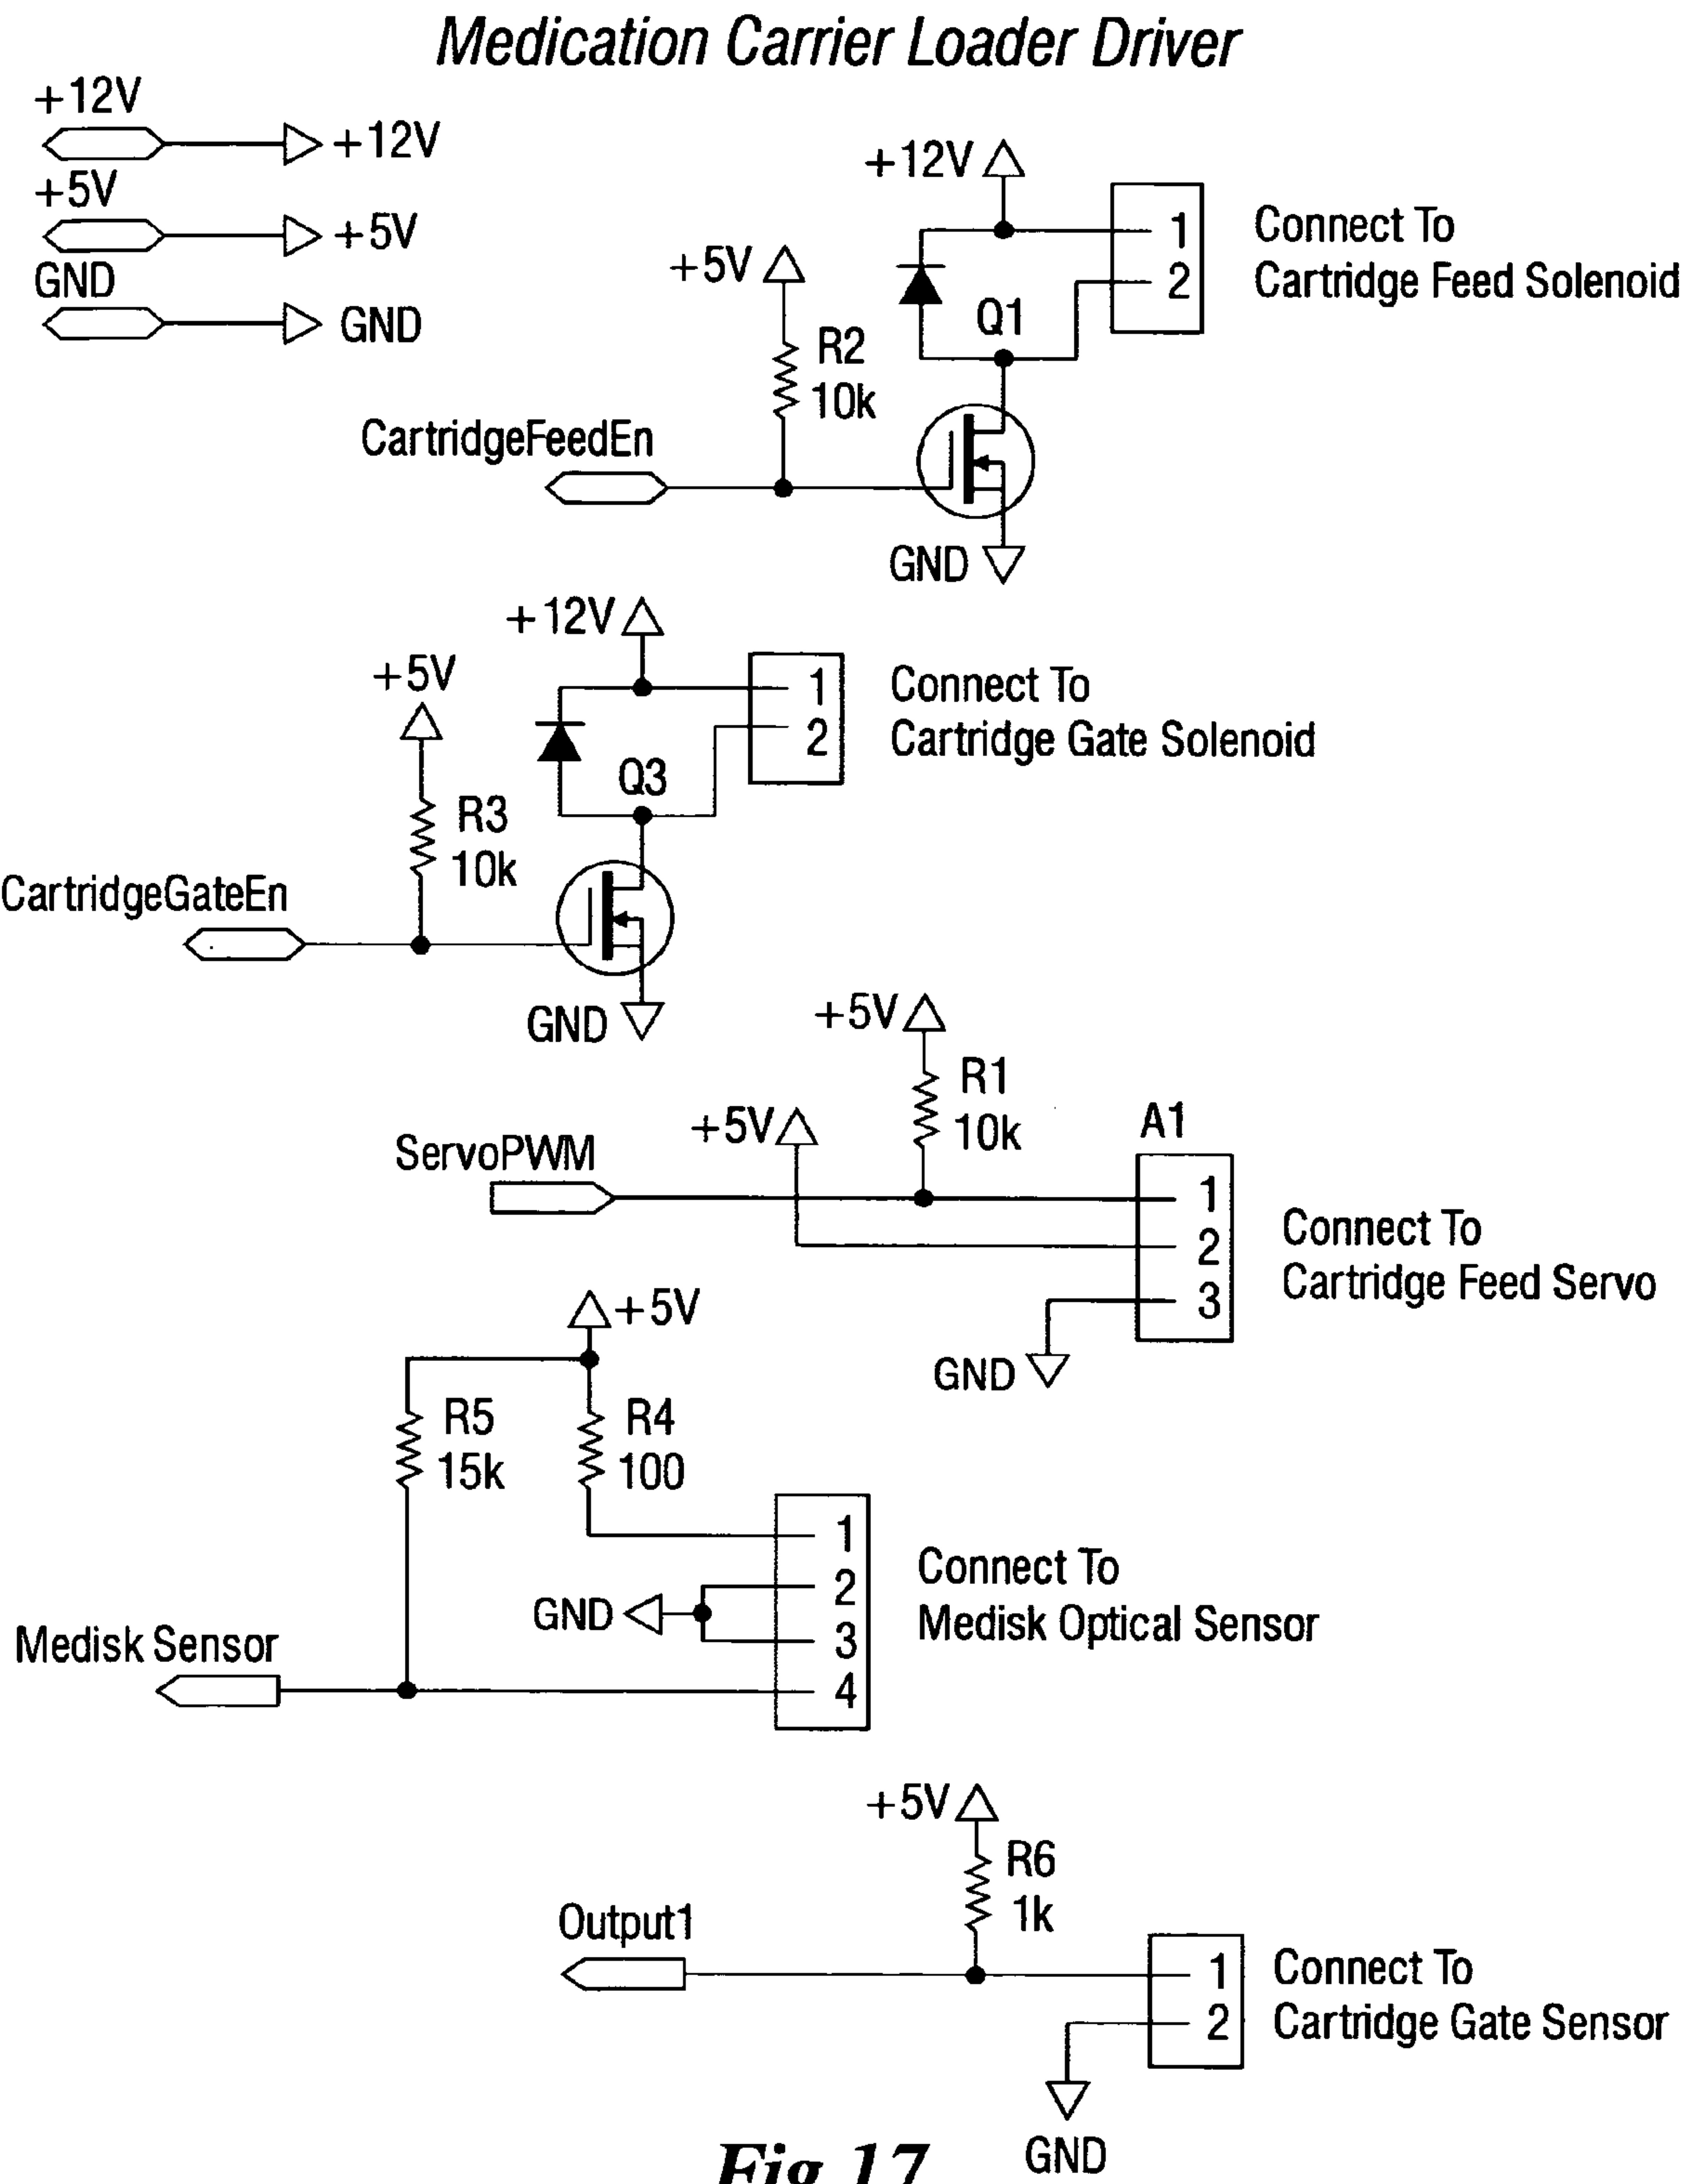 Medication Carrier Loader Driver
+12V
+12V
+5V
+5V
GND
GND
+12V
1
2
Connect To
Cartridge Feed Solenoid
+5V
Q1
R2
10k
CartridgeFeedEn
GND
+12V
1
2
Connect To
Cartridge Gate Solenoid
+5V
Q3
R3
10k
CartridgeGateEn
GND
+5V
R1
10k
+5V
A1
ServoPWM
1
2
3
Connect To
Cartridge Feed Servo
GND
+5V
R5
15k
R4
100
1
2
3
4
GND
Connect To
Medisk Optical Sensor
Medisk Sensor
+5V
R6
1k
Output1
1
2
Connect To
Cartridge Gate Sensor
GND
Fig 17